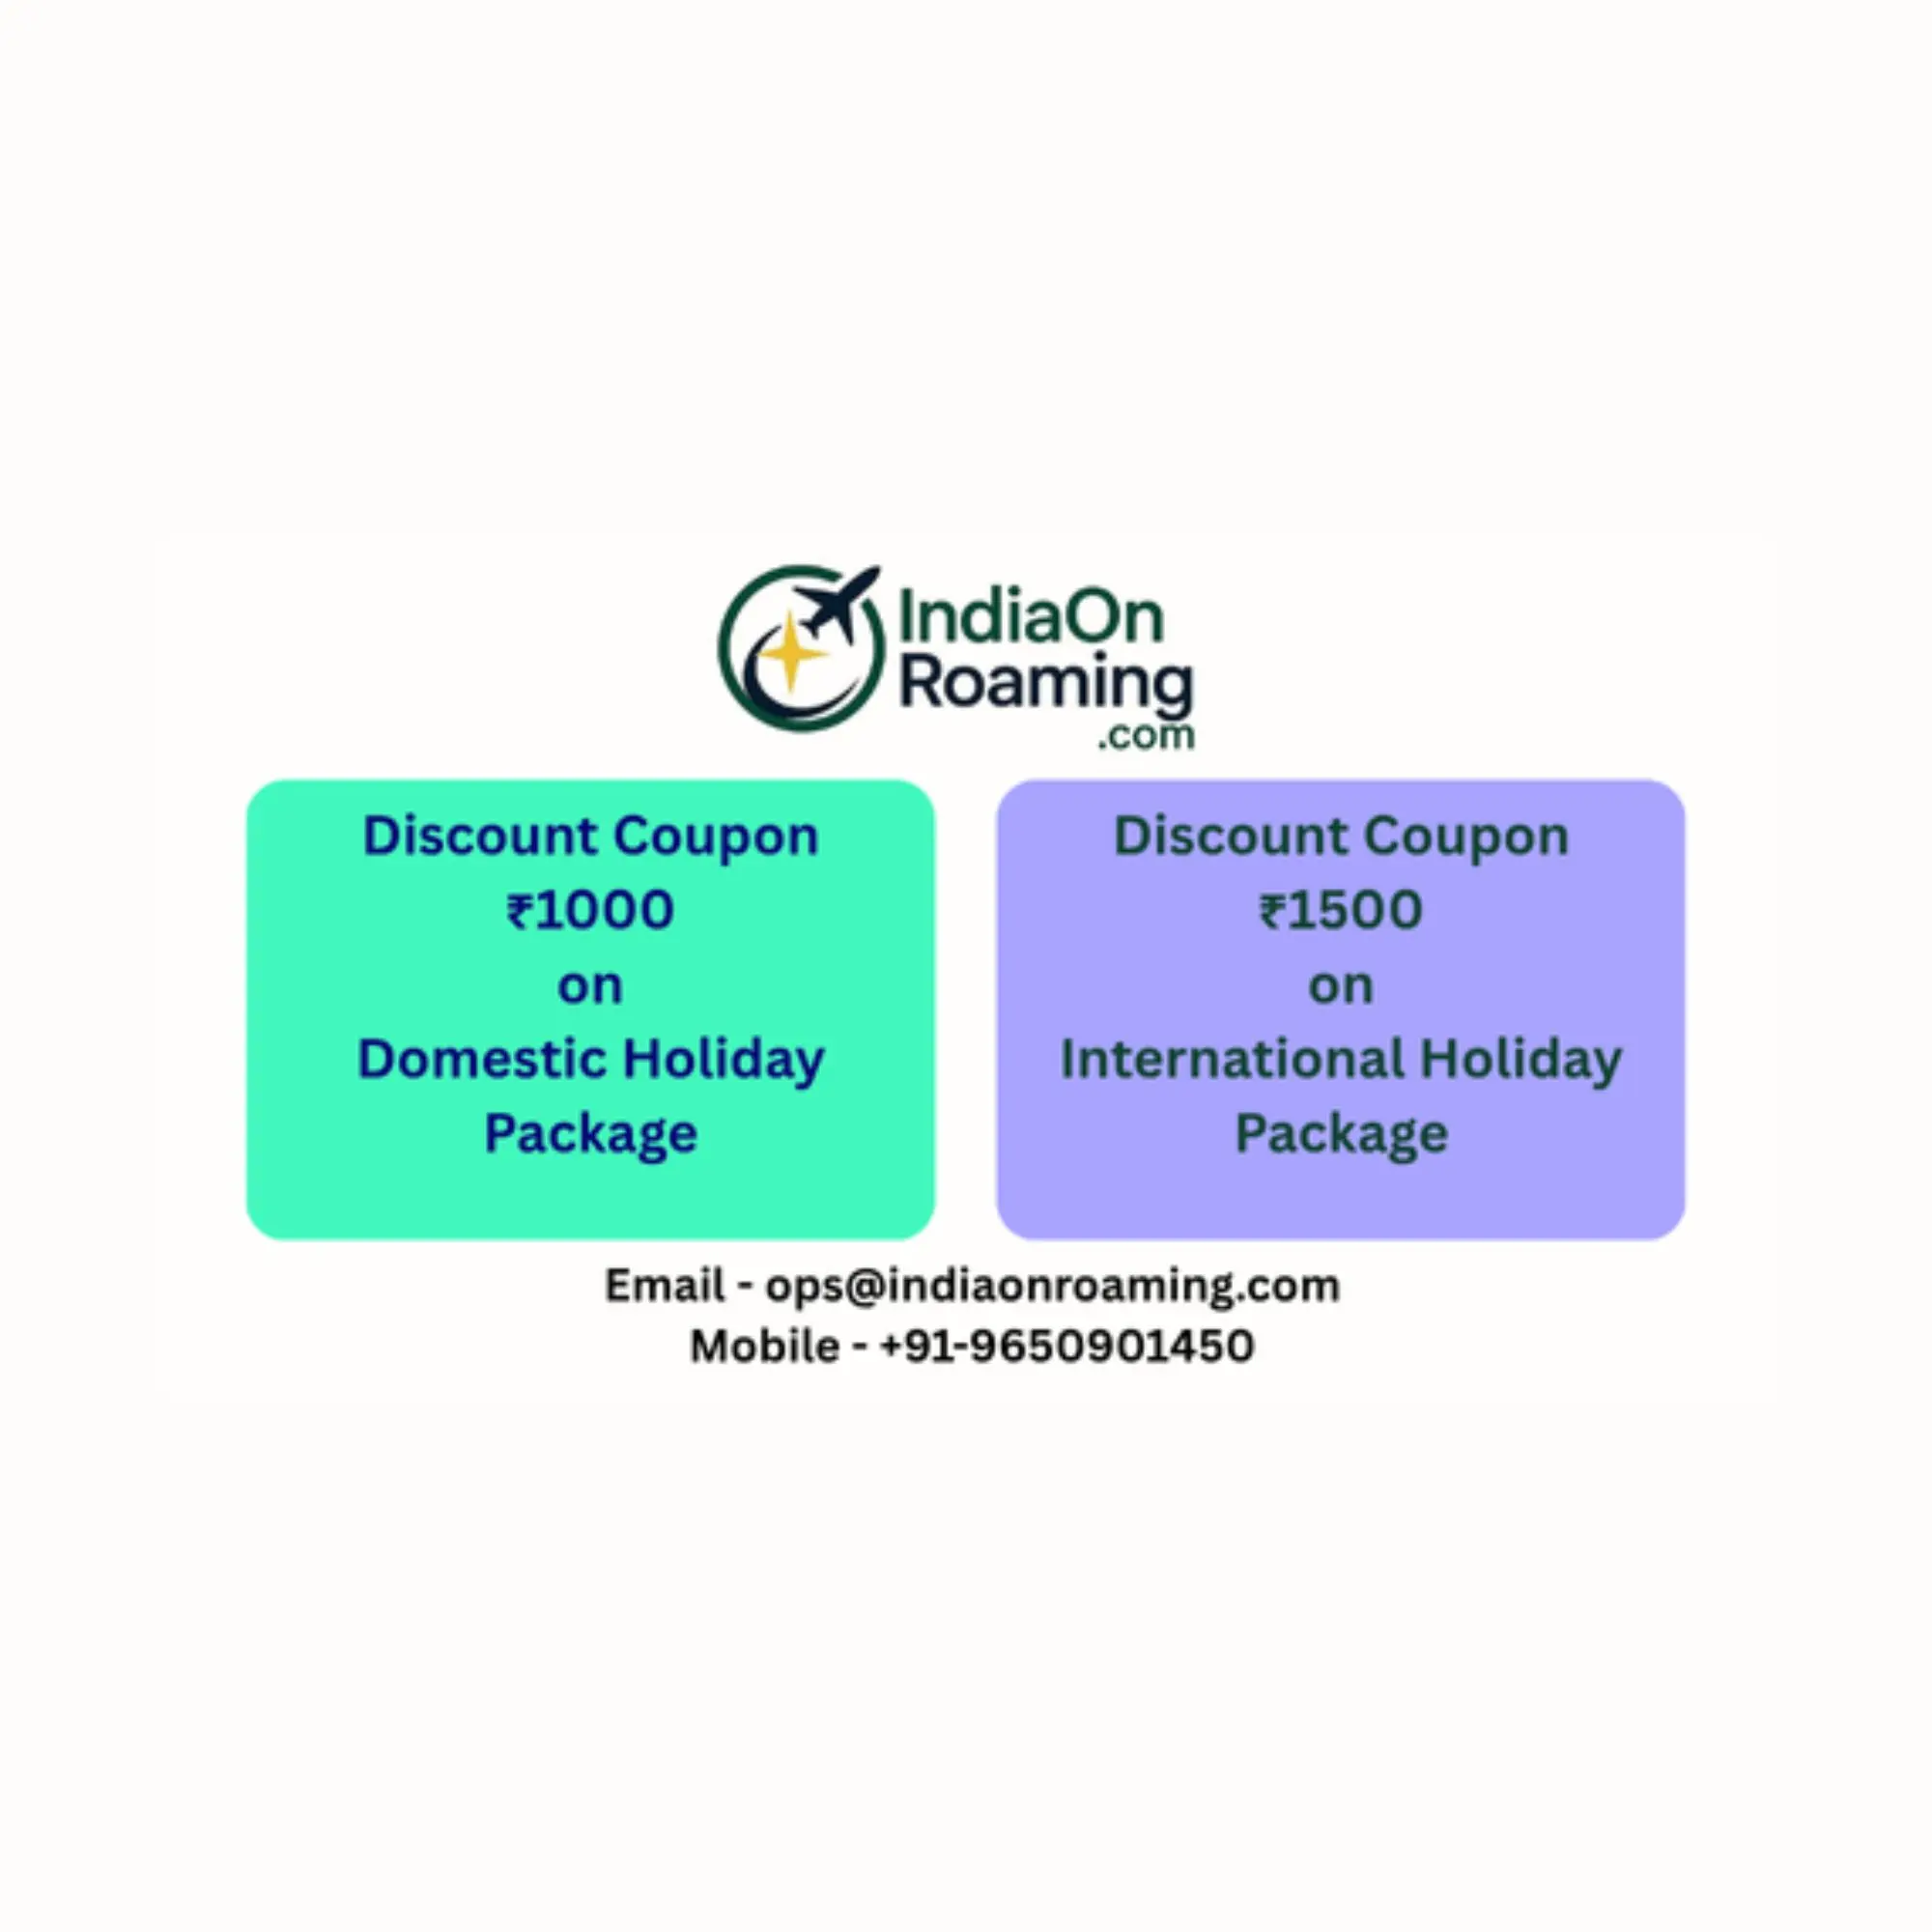 IndiaOn
Roaming
.com
Discount Coupon
₹1000
on
Domestic Holiday
Package
Discount Coupon
₹1500
on
International Holiday
Package
Email - ops@indiaonroaming.com
Mobile - +91-9650901450